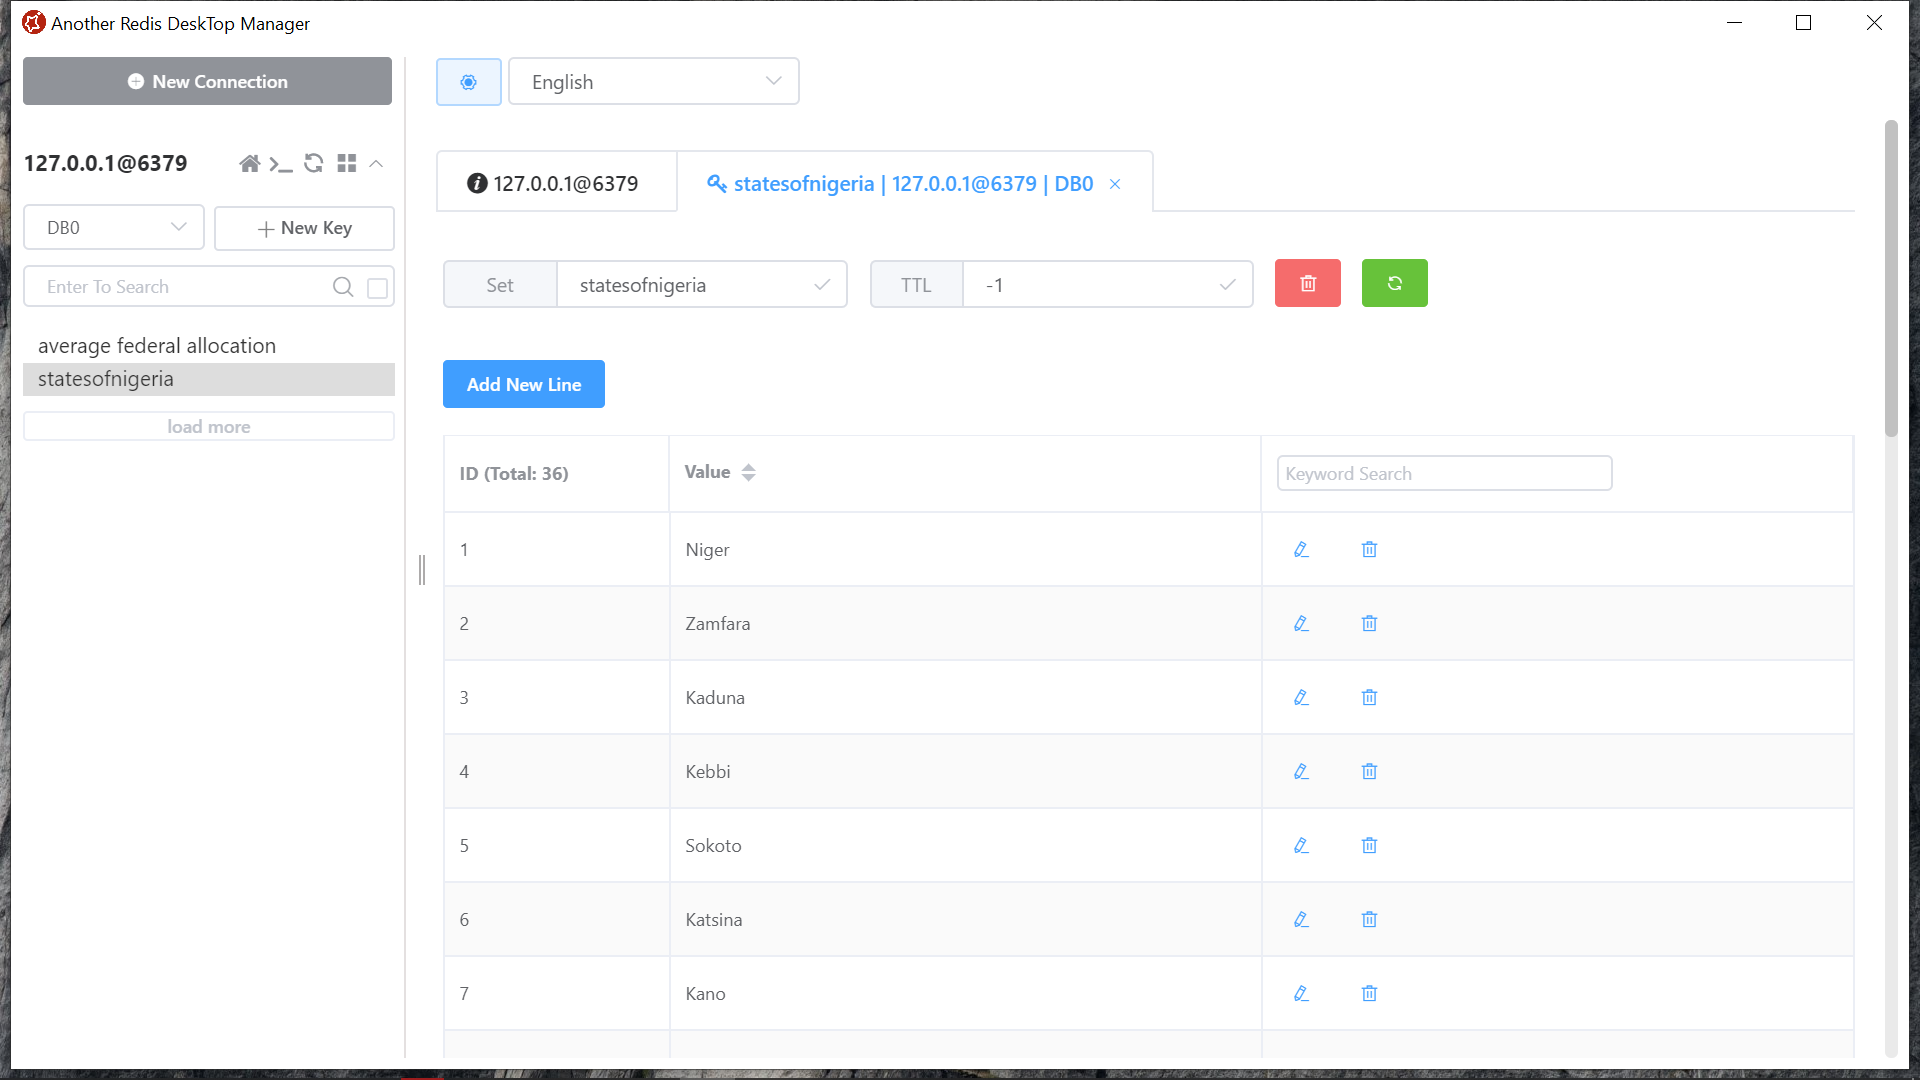 Another Redis DeskTop Manager
New Connection
127.0.0.1@6379
DB0
New Key
Enter To Search
average federal allocation
statesofnigeria
load more
English
127.0.0.1@6379
statesofnigeria | 127.0.0.1@6379 | DB0
Set statesofnigeria TTL -1
Add New Line
ID (Total: 36) Value Keyword Search
1 Niger
2 Zamfara
3 Kaduna
4 Kebbi
5 Sokoto
6 Katsina
7 Kano